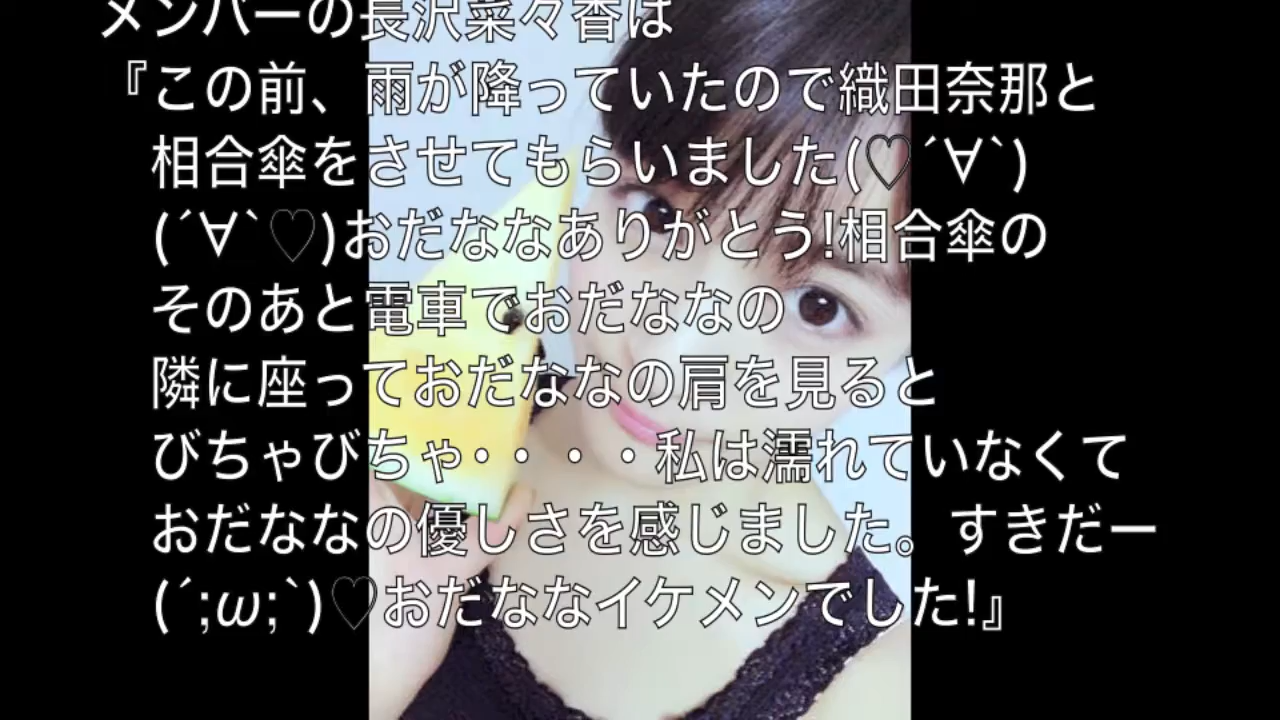 メンバーの長沢菜々香は
『この前、雨が降っていたので織田奈那と
相合傘をさせてもらいました(♡´∀`)
(´∀`♡)おだななありがとう!相合傘の
そのあと電車でおだななの
隣に座っておだななの肩を見ると
びちゃびちゃ・・・・私は濡れていなくて
おだななの優しさを感じました。すきだー
(´;ω;`)♡おだななイケメンでした!』